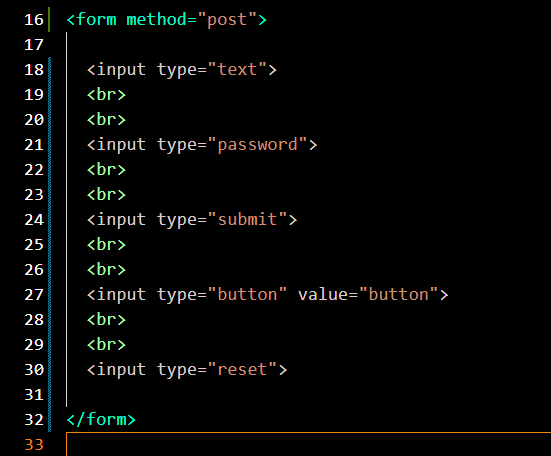 16 <form method="post">
17
18 <input type="text">
19 <br>
20 <br>
21 <input type="password">
22 <br>
23 <br>
24 <input type="submit">
25 <br>
26 <br>
27 <input type="button" value="button">
28 <br>
29 <br>
30 <input type="reset">
31
32 </form>
33